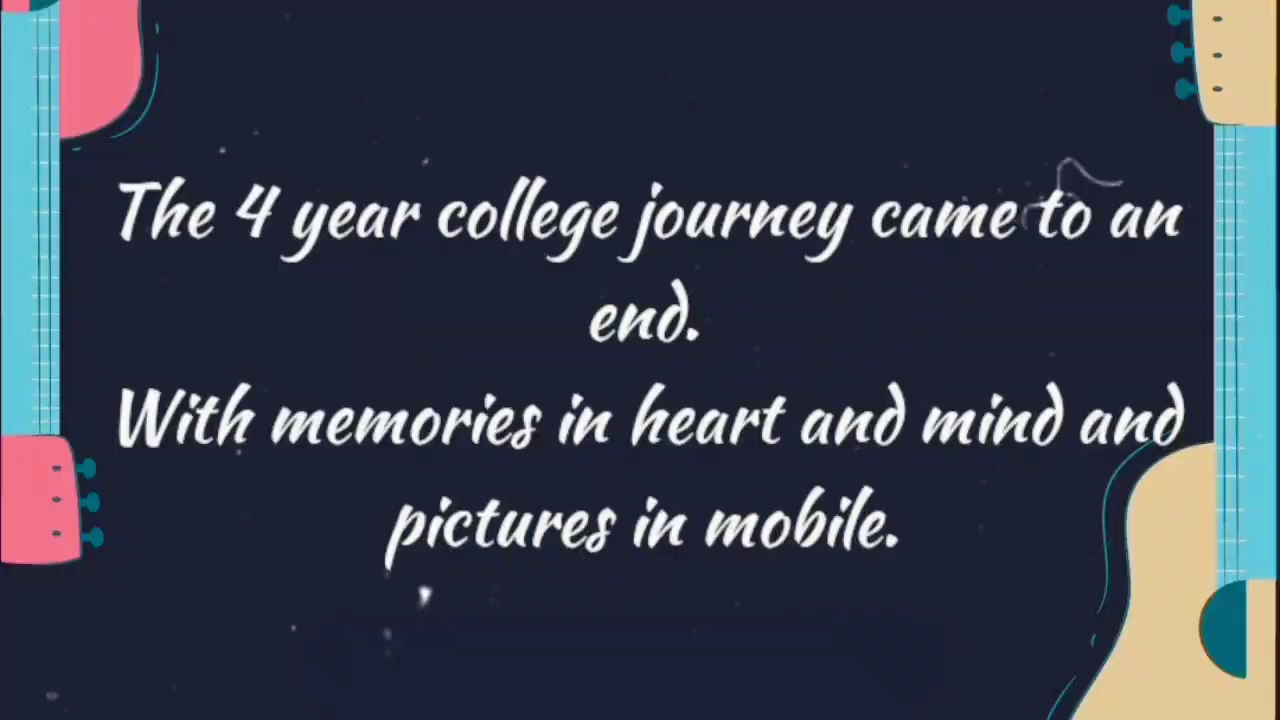 The 4 year college journey came to an
end.
With memories in heart and mind and
pictures in mobile.